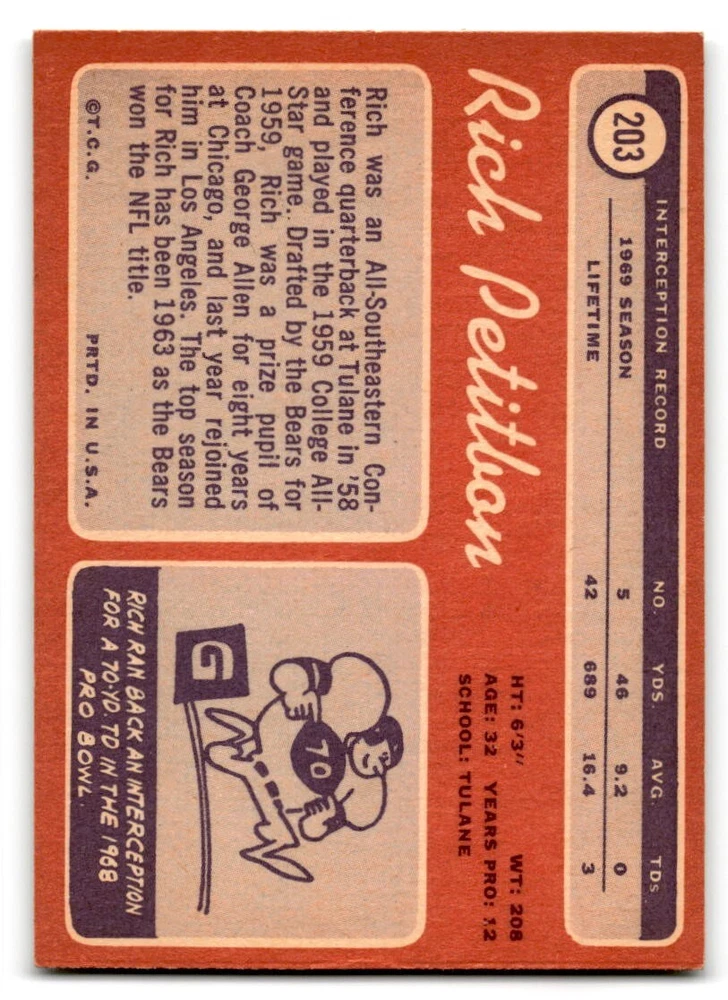 203
INTERCEPTION RECORD NO. YDS. AVG. TDs
1969 SEASON 5 46 9.2 0
LIFETIME 42 689 16.4 3
Rich Petitbon
HT: 6'3" WT: 208
AGE: 32 YEARS PRO: 12
SCHOOL: TULANE
Rich was an All-Southeastern Con-
ference quarterback at Tulane in '58
and played in the 1959 College All-
Star game.. Drafted by the Bears for
1959, Rich was a prize pupil of
Coach George Allen for eight years
at Chicago, and last year rejoined
him in Los Angeles. The top season
for Rich has been 1963 as the Bears
won the NFL title.
©T.C.G. PRTD. IN U.S.A.
70
G
RICH RAN BACK AN INTERCEPTION
FOR A 70-YD. TD IN THE 1968
PRO BOWL.